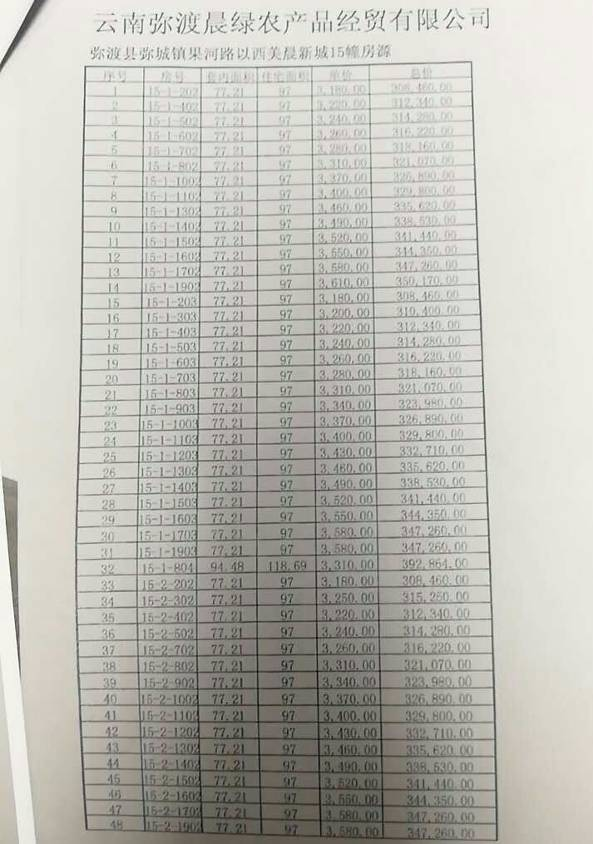 云南弥渡晨绿农产品经贸有限公司
弥渡县弥城镇果河路以西美晨新城15幢房源
序号 房号 套内面积 住宅面积 单价 总价
1 15-1-202 77.21 97 3,180.00 308,460.00
2 15-1-402 77.21 97 3,220.00 312,340.00
3 15-1-502 77.21 97 3,240.00 314,280.00
4 15-1-602 77.21 97 3,260.00 316,220.00
5 15-1-702 77.21 97 3,280.00 318,160.00
6 15-1-802 77.21 97 3,310.00 321,070.00
7 15-1-1002 77.21 97 3,370.00 326,890.00
8 15-1-1102 77.21 97 3,400.00 329,800.00
9 15-1-1302 77.21 97 3,460.00 335,620.00
10 15-1-1402 77.21 97 3,490.00 338,530.00
11 15-1-1502 77.21 97 3,520.00 341,440.00
12 15-1-1602 77.21 97 3,550.00 344,350.00
13 15-1-1702 77.21 97 3,580.00 347,260.00
14 15-1-1902 77.21 97 3,610.00 350,170.00
15 15-1-203 77.21 97 3,180.00 308,460.00
16 15-1-303 77.21 97 3,200.00 310,400.00
17 15-1-403 77.21 97 3,220.00 312,340.00
18 15-1-503 77.21 97 3,240.00 314,280.00
19 15-1-603 77.21 97 3,260.00 316,220.00
20 15-1-703 77.21 97 3,280.00 318,160.00
21 15-1-803 77.21 97 3,310.00 321,070.00
22 15-1-903 77.21 97 3,340.00 323,980.00
23 15-1-1003 77.21 97 3,370.00 326,890.00
24 15-1-1103 77.21 97 3,400.00 329,800.00
25 15-1-1203 77.21 97 3,430.00 332,710.00
26 15-1-1303 77.21 97 3,460.00 335,620.00
27 15-1-1403 77.21 97 3,490.00 338,530.00
28 15-1-1503 77.21 97 3,520.00 341,440.00
29 15-1-1603 77.21 97 3,550.00 344,350.00
30 15-1-1703 77.21 97 3,580.00 347,260.00
31 15-1-1903 77.21 97 3,580.00 347,260.00
32 15-1-804 94.48 118.69 3,310.00 392,864.00
33 15-2-202 77.21 97 3,180.00 308,460.00
34 15-2-302 77.21 97 3,250.00 315,250.00
35 15-2-402 77.21 97 3,220.00 312,340.00
36 15-2-502 77.21 97 3,240.00 314,280.00
37 15-2-702 77.21 97 3,260.00 316,220.00
38 15-2-802 77.21 97 3,310.00 321,070.00
39 15-2-902 77.21 97 3,340.00 323,980.00
40 15-2-1002 77.21 97 3,370.00 326,890.00
41 15-2-1102 77.21 97 3,400.00 329,800.00
42 15-2-1202 77.21 97 3,430.00 332,710.00
43 15-2-1302 77.21 97 3,460.00 335,620.00
44 15-2-1402 77.21 97 3,490.00 338,530.00
45 15-2-1502 77.21 97 3,520.00 341,440.00
46 15-2-1602 77.21 97 3,550.00 344,350.00
47 15-2-1702 77.21 97 3,580.00 347,260.00
48 15-2-1902 77.21 97 3,580.00 347,260.00